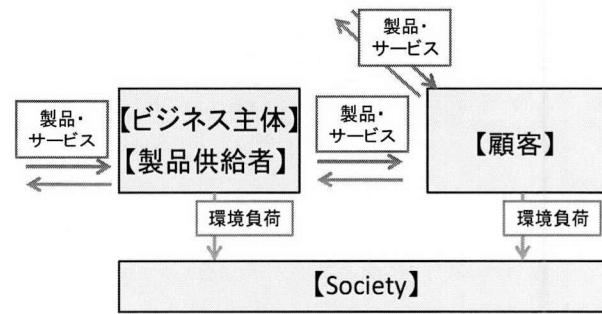 製品・
サービス
製品・
サービス
【ビジネス主体】
【製品供給者】
製品・
サービス
【顧客】
環境負荷
環境負荷
【Society】